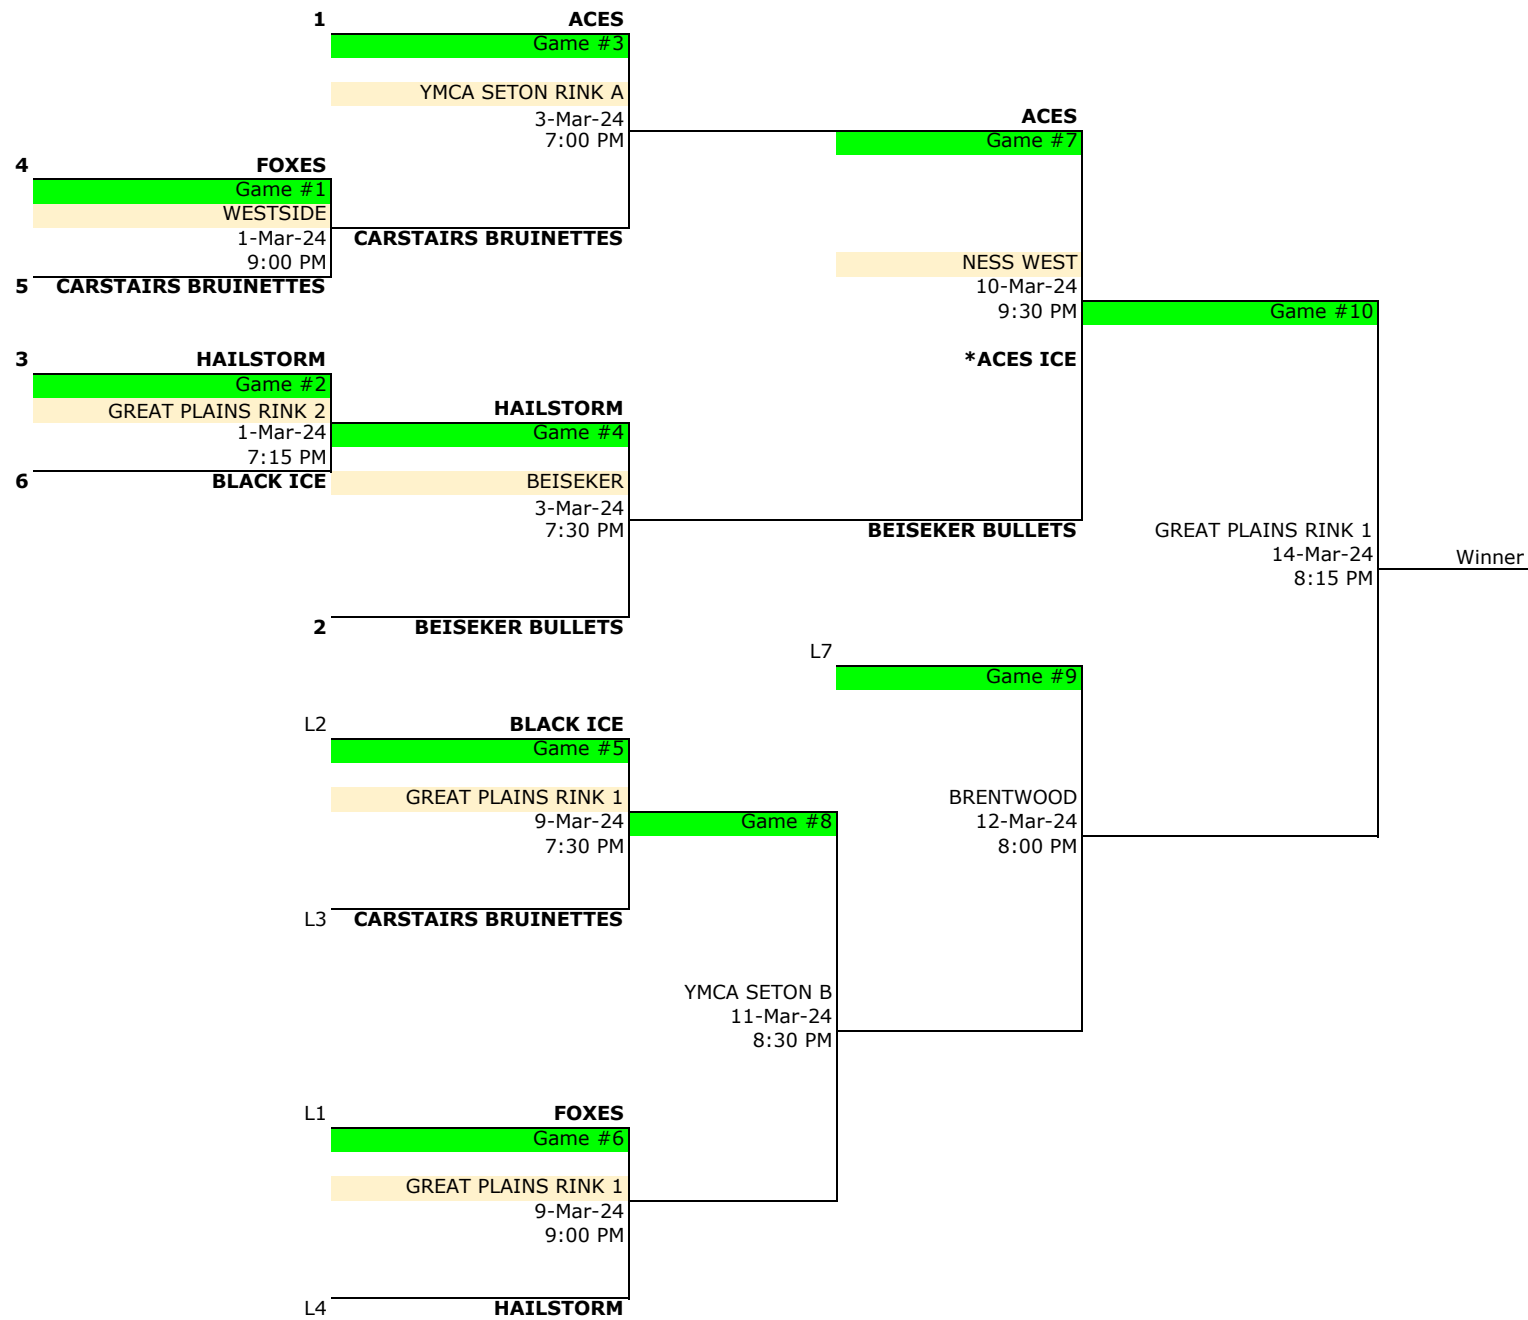 1 ACES
Game #3
YMCA SETON RINK A
3-Mar-24
7:00 PM
ACES
Game #7
4 FOXES
Game #1
WESTSIDE
1-Mar-24
9:00 PM
CARSTAIRS BRUINETTES
5 CARSTAIRS BRUINETTES
NESS WEST
10-Mar-24
9:30 PM
Game #10
*ACES ICE
3 HAILSTORM
Game #2
GREAT PLAINS RINK 2
1-Mar-24
7:15 PM
6 BLACK ICE
HAILSTORM
Game #4
BEISEKER
3-Mar-24
7:30 PM
BEISEKER BULLETS
GREAT PLAINS RINK 1
14-Mar-24
8:15 PM
Winner
2 BEISEKER BULLETS
L7
Game #9
L2 BLACK ICE
Game #5
GREAT PLAINS RINK 1
9-Mar-24
7:30 PM
Game #8
BRENTWOOD
12-Mar-24
8:00 PM
L3 CARSTAIRS BRUINETTES
YMCA SETON B
11-Mar-24
8:30 PM
L1 FOXES
Game #6
GREAT PLAINS RINK 1
9-Mar-24
9:00 PM
L4 HAILSTORM